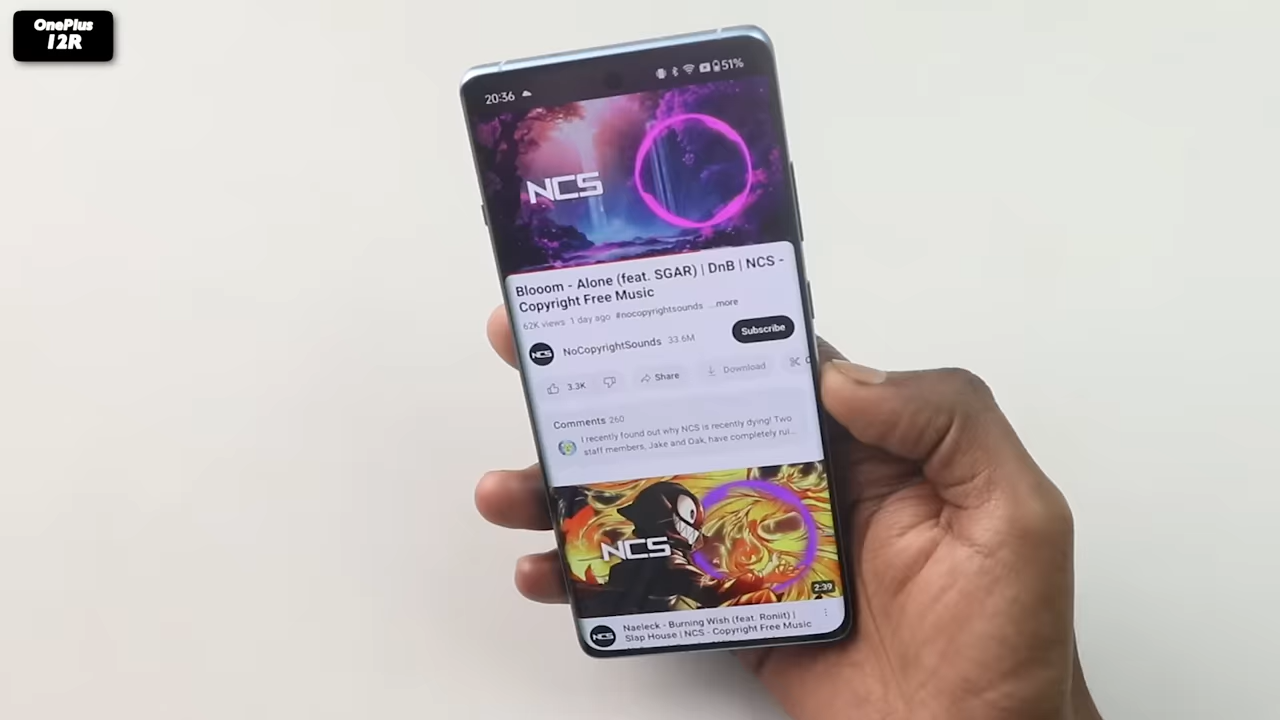 OnePlus
12R
20:36
51%
NCS
Blooom - Alone (feat. SGAR) | DnB | NCS -
Copyright Free Music
62K views 1 day ago #nocopyrightsounds ...more
NCS
NoCopyrightSounds 33.6M
Subscribe
3.3K
Share
Download
C
Comments 260
I recently found out why NCS is recently dying! Two
staff members, Jake and Dak, have completely rui...
NCS
2:39
NCS
Naeleck - Burning Wish (feat. Roniit) |
Slap House | NCS - Copyright Free Music